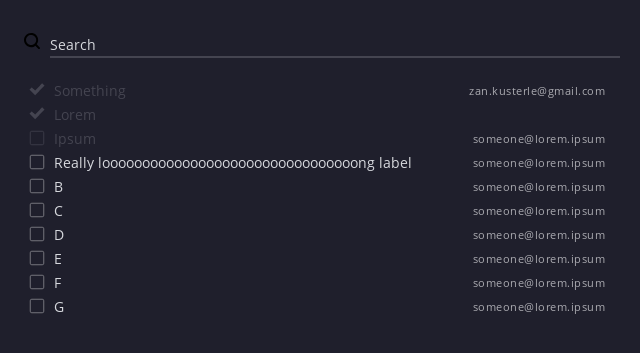 Search
Something zan.kusterle@gmail.com
Lorem
Ipsum someone@lorem.ipsum
Really looooooooooooooooooooooooooooooooong label someone@lorem.ipsum
B someone@lorem.ipsum
C someone@lorem.ipsum
D someone@lorem.ipsum
E someone@lorem.ipsum
F someone@lorem.ipsum
G someone@lorem.ipsum